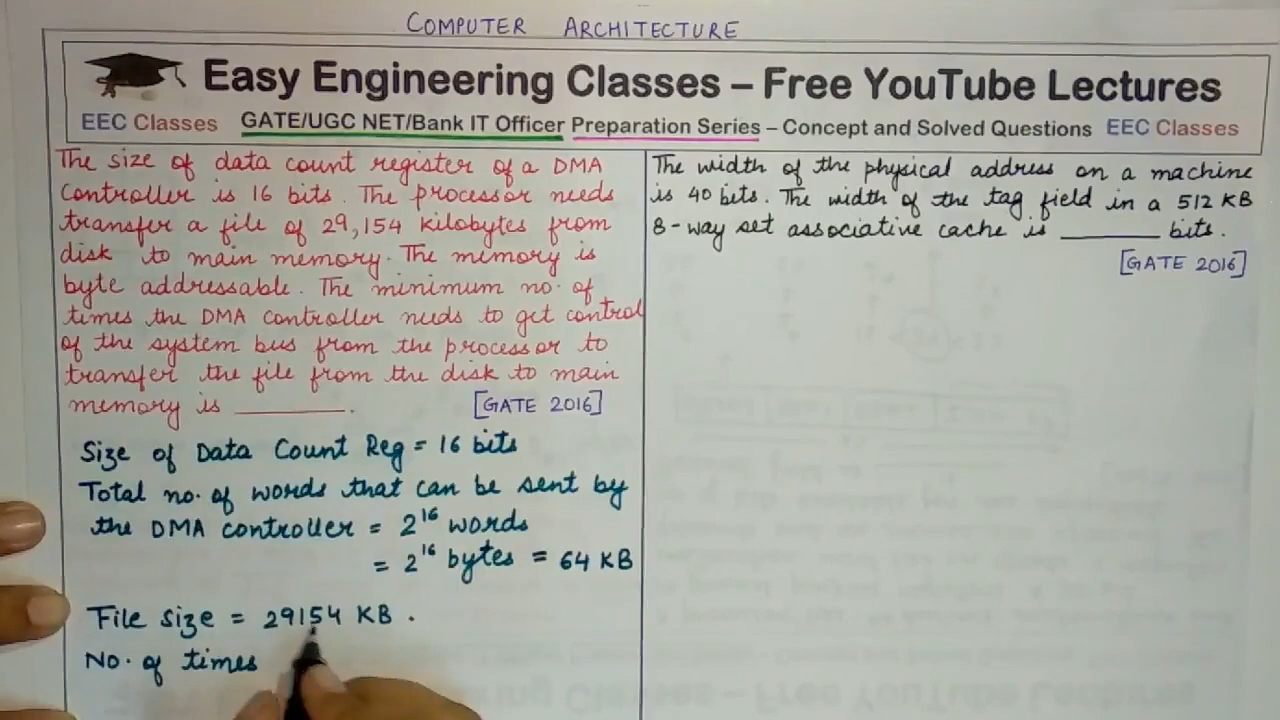 COMPUTER ARCHITECTURE
Easy Engineering Classes – Free YouTube Lectures
EEC Classes GATE/UGC NET/Bank IT Officer Preparation Series – Concept and Solved Questions EEC Classes
The size of data count register of a DMA
Controller is 16 bits. The processor needs
transfer a file of 29,154 kilobytes from
disk to main memory. The memory is
byte addressable. The minimum no. of
times the DMA controller needs to get control
of the system bus from the processor to
transfer the file from the disk to main
memory is ________.
[GATE 2016]
Size of Data Count Reg = 16 bits
Total no. of words that can be sent by
the DMA controller = 2^16 words
= 2^16 bytes = 64 KB
File size = 29154 KB.
No. of times
The width of the physical address on a machine
is 40 bits. The width of the tag field in a 512 KB
8-way set associative cache is ________ bits.
[GATE 2016]